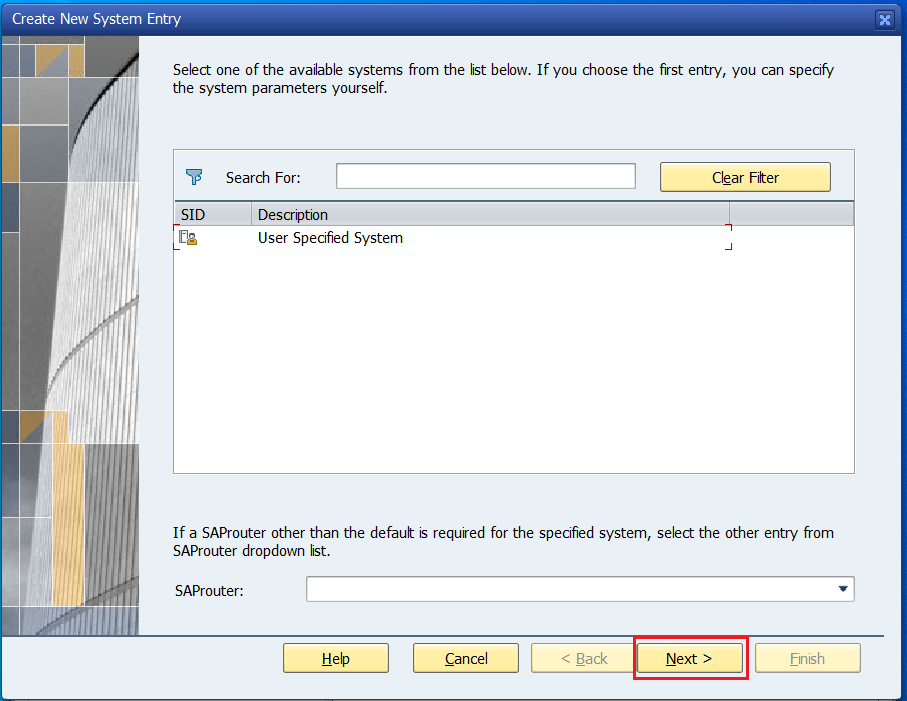 Create New System Entry
Select one of the available systems from the list below. If you choose the first entry, you can specify
the system parameters yourself.
Search For:
Clear Filter
SID Description
User Specified System
If a SAProuter other than the default is required for the specified system, select the other entry from
SAProuter dropdown list.
SAProuter:
Help Cancel < Back Next > Finish